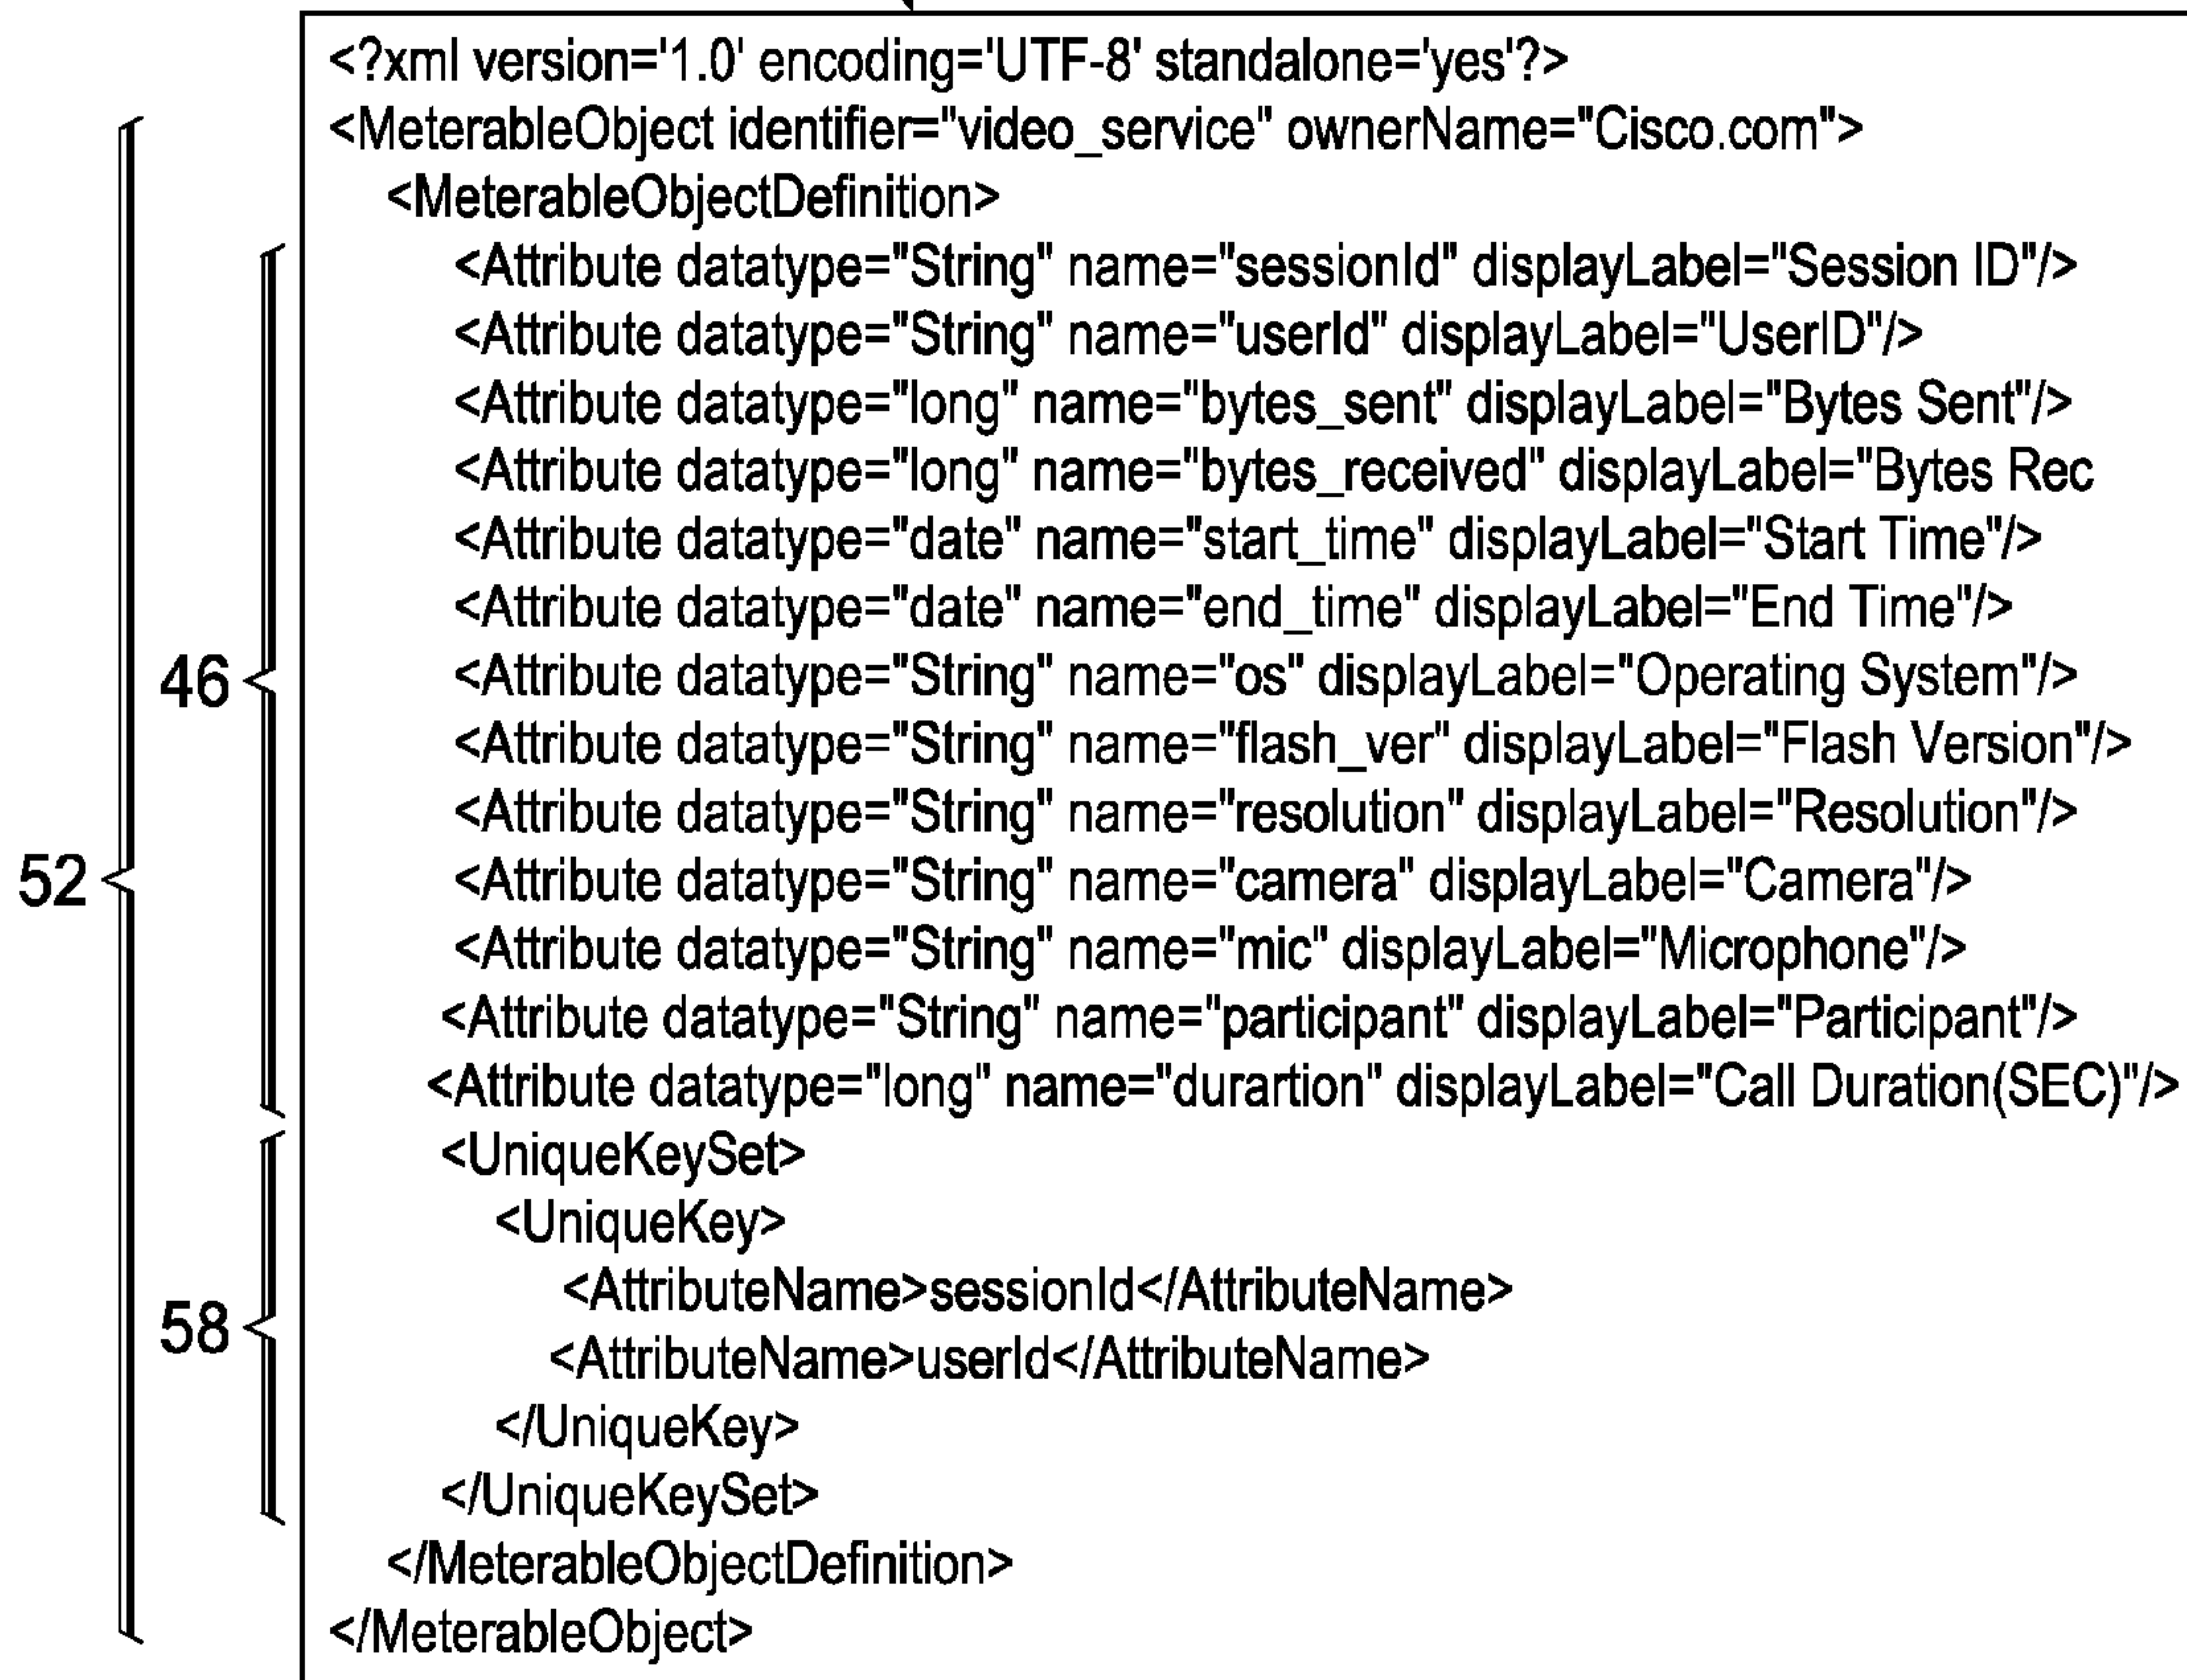 <?xml version='1.0' encoding='UTF-8' standalone='yes'?>
<MeterableObject identifier="video_service" ownerName="Cisco.com">
<MeterableObjectDefinition>
<Attribute datatype="String" name="sessionId" displayLabel="Session ID"/>
<Attribute datatype="String" name="userId" displayLabel="UserID"/>
<Attribute datatype="long" name="bytes_sent" displayLabel="Bytes Sent"/>
<Attribute datatype="long" name="bytes_received" displayLabel="Bytes Rec
<Attribute datatype="date" name="start_time" displayLabel="Start Time"/>
<Attribute datatype="date" name="end_time" displayLabel="End Time"/>
46
<Attribute datatype="String" name="os" displayLabel="Operating System"/>
<Attribute datatype="String" name="flash_ver" displayLabel="Flash Version"/>
<Attribute datatype="String" name="resolution" displayLabel="Resolution"/>
52
<Attribute datatype="String" name="camera" displayLabel="Camera"/>
<Attribute datatype="String" name="mic" displayLabel="Microphone"/>
<Attribute datatype="String" name="participant" displayLabel="Participant"/>
<Attribute datatype="long" name="durartion" displayLabel="Call Duration(SEC)"/>
<UniqueKeySet>
<UniqueKey>
<AttributeName>sessionId</AttributeName>
58
<AttributeName>userId</AttributeName>
</UniqueKey>
</UniqueKeySet>
</MeterableObjectDefinition>
</MeterableObject>